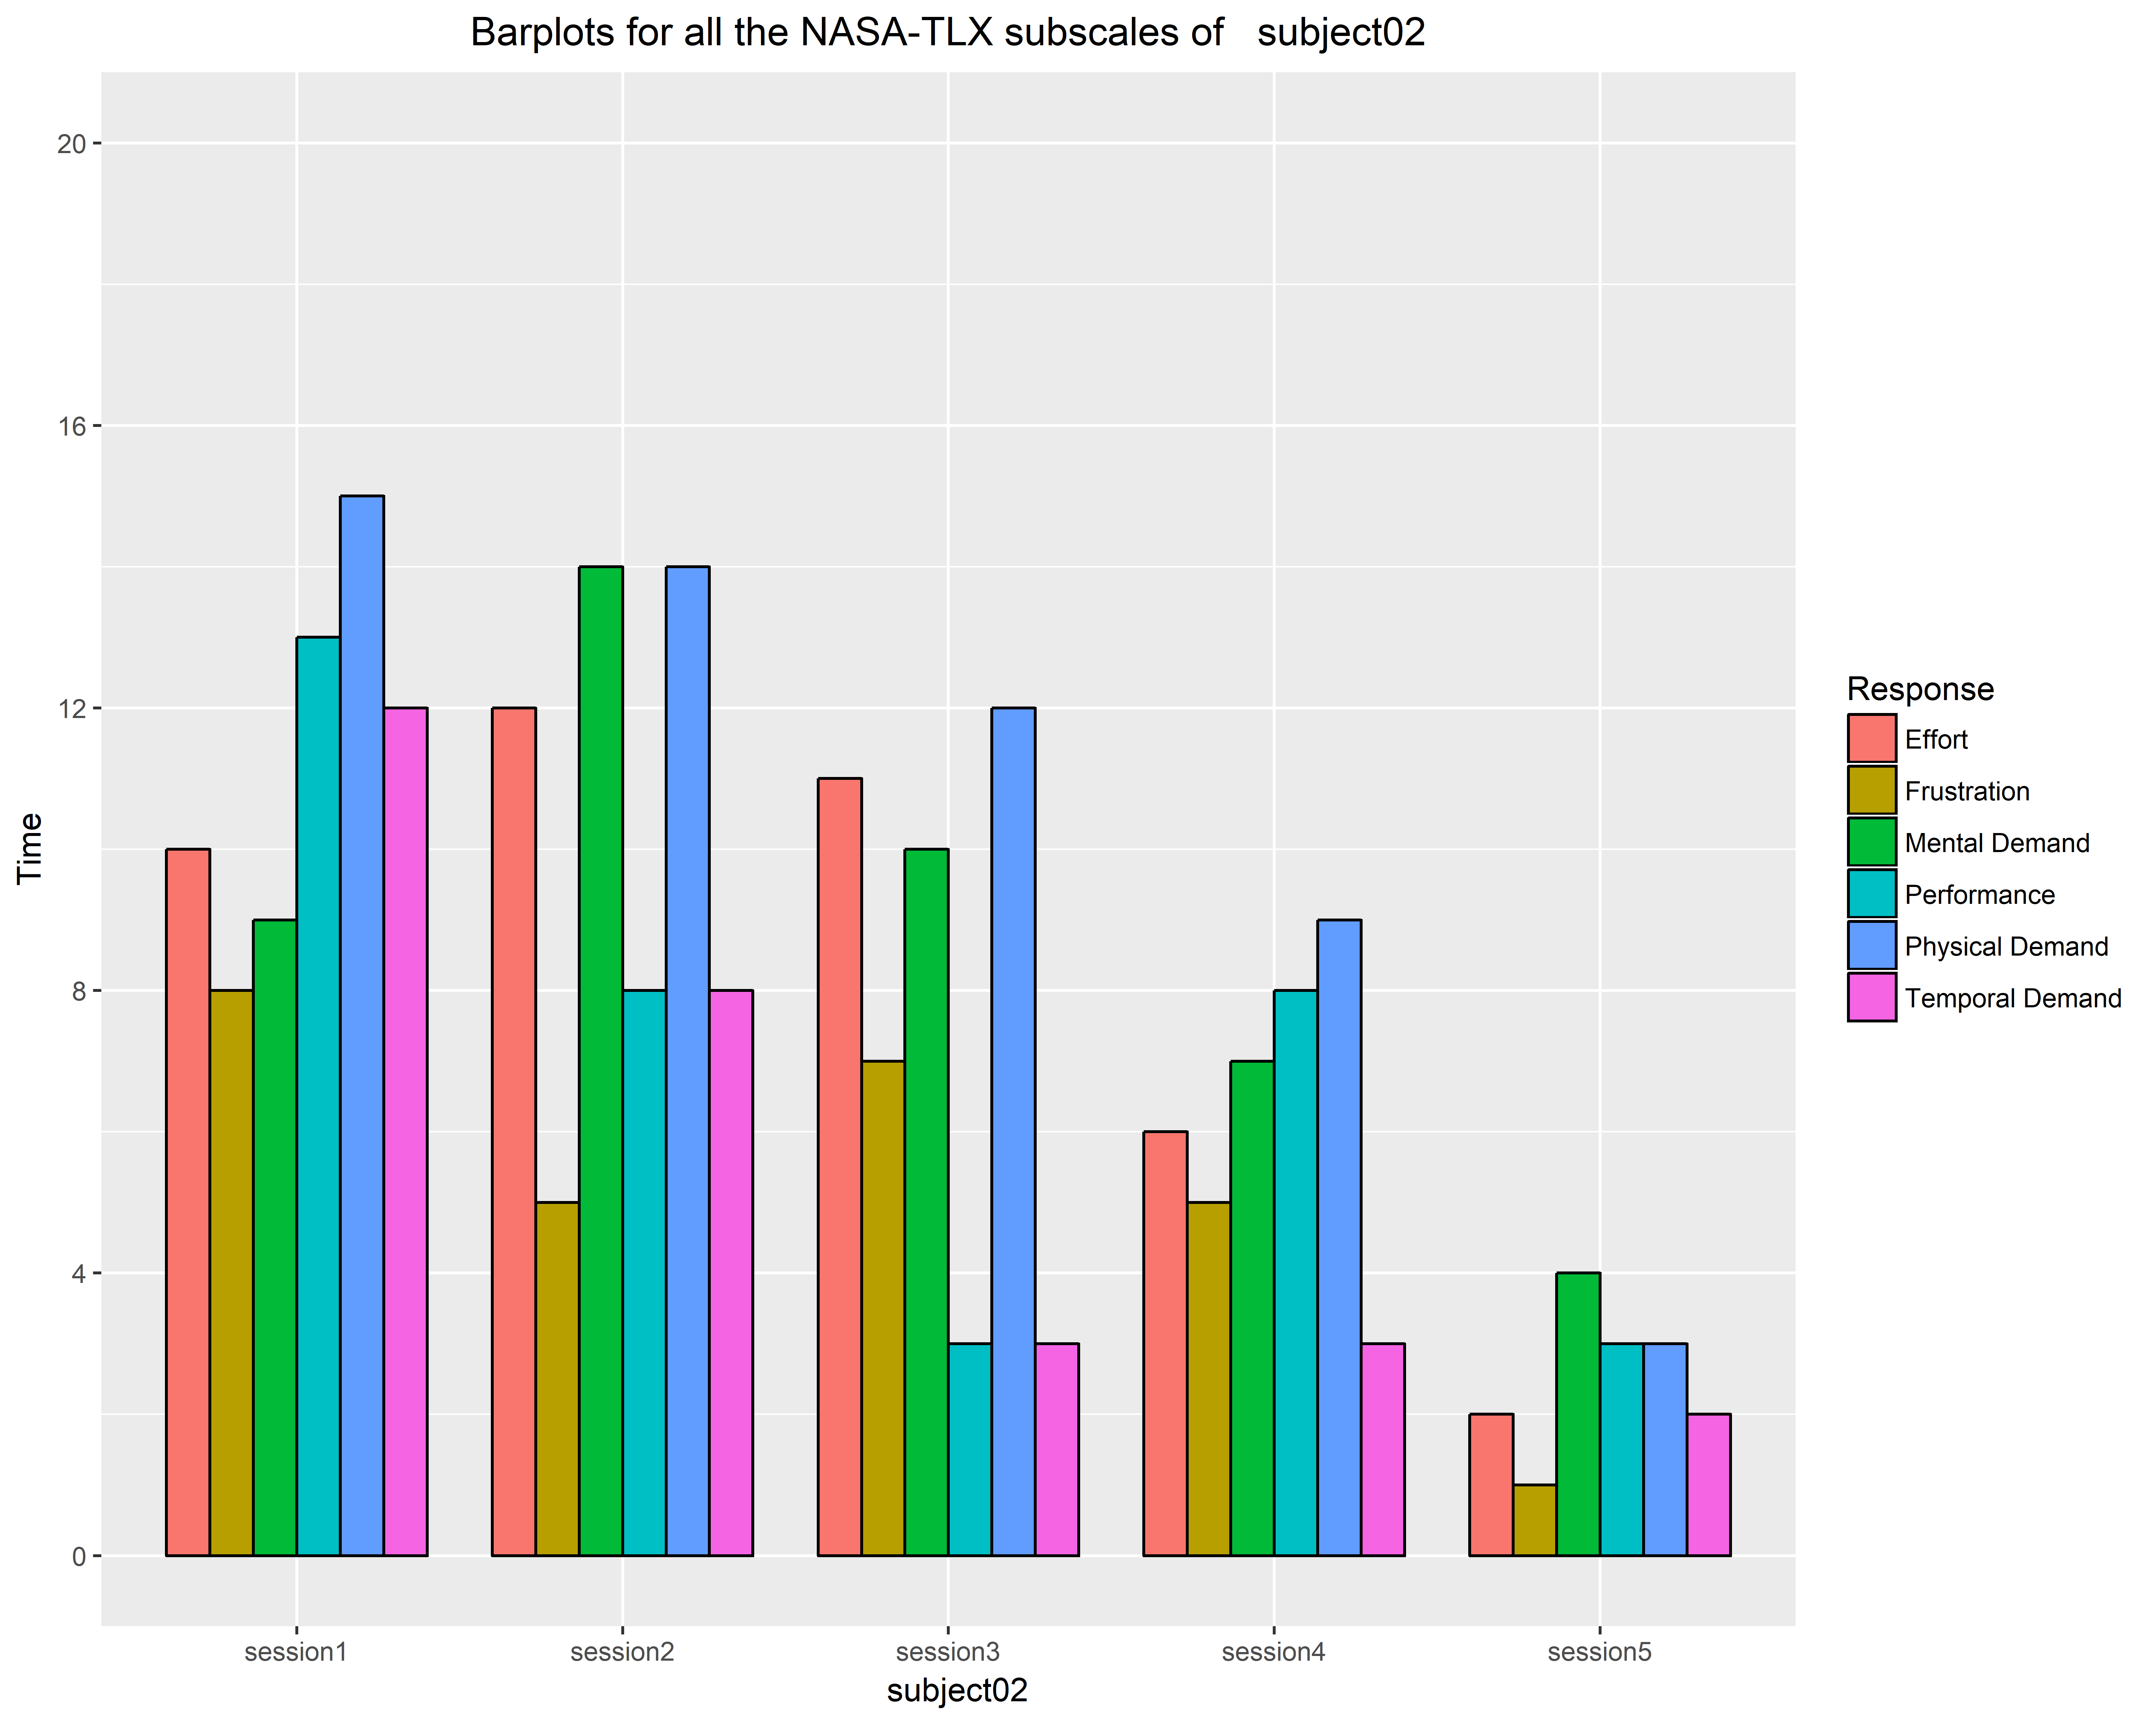 Barplots for all the NASA-TLX subscales of   subject02
20
16
12
8
4
0
Time
session1
session2
session3
session4
session5
subject02
Response
Effort
Frustration
Mental Demand
Performance
Physical Demand
Temporal Demand